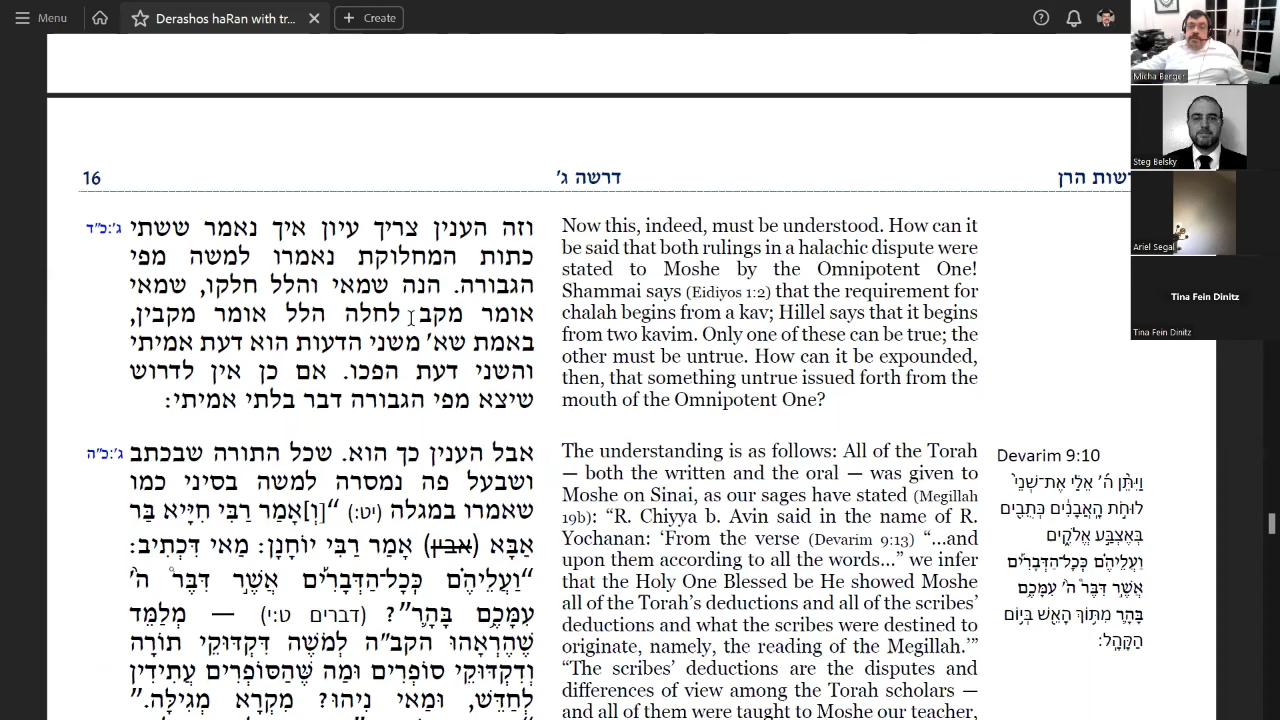 Menu
Derashos haRan with tr...
Create
Micha Berger
Steg Belsky
Ariel Segal
Tina Fein Dinitz
Tina Fein Dinitz
16
דרשה ג׳
שות הרן
ג׳:כ״ד
וזה הענין צריך עיון איך נאמר ששתי
כתות המחלוקת נאמרו למשה מפי
הגבורה. הנה שמאי והלל חלקו, שמאי
אומר מקב לחלה הלל אומר מקבין,
באמת שא׳ משני הדעות הוא דעת אמיתי
והשני דעת הפכו. אם כן אין לדרוש
שיצא מפי הגבורה דבר בלתי אמיתי:
Now this, indeed, must be understood. How can it
be said that both rulings in a halachic dispute were
stated to Moshe by the Omnipotent One!
Shammai says (Eidiyos 1:2) that the requirement for
chalah begins from a kav; Hillel says that it begins
from two kavim. Only one of these can be true; the
other must be untrue. How can it be expounded,
then, that something untrue issued forth from the
mouth of the Omnipotent One?
ג׳:כ״ה
אבל הענין כך הוא. שכל התורה שבכתב
ושבעל פה נמסרה למשה בסיני כמו
שאמרו במגלה (יט:) “[ו]אָמַר רַבִּי חִיָּיא בַּר
אַבָּא (אבין) אָמַר רַבִּי יוֹחָנָן: מַאי דִּכְתִיב:
“וַעֲלֵיהֶ֗ם כְּֽכׇל־הַדְּבָרִ֡ים אֲשֶׁ֣ר דִּבֶּר֩ ה׳֨
עִמָּכֶ֥ם בָּהָ֛ר”? (דברים ט:י) — מְלַמֵּד
שֶׁהֶרְאָהוּ הקב״ה לְמֹשֶׁה דִּקְדּוּקֵי תוֹרָה
וְדִקְדּוּקֵי סוֹפְרִים וּמַה שֶּׁהַסּוֹפְרִים עֲתִידִין
לְחַדֵּשׁ, וּמַאי נִיהוּ? מִקְרָא מְגִילָּה.”
The understanding is as follows: All of the Torah
— both the written and the oral — was given to
Moshe on Sinai, as our sages have stated (Megillah
19b): “R. Chiyya b. Avin said in the name of R.
Yochanan: ‘From the verse (Devarim 9:13) “…and
upon them according to all the words…” we infer
that the Holy One Blessed be He showed Moshe
all of the Torah’s deductions and all of the scribes’
deductions and what the scribes were destined to
originate, namely, the reading of the Megillah.’”
“The scribes’ deductions are the disputes and
differences of view among the Torah scholars —
and all of them were taught to Moshe our teacher,
Devarim 9:10
וַיִּתֵּ֨ן ה׳֜ אֵלַ֗י אֶת־שְׁנֵי֙
לוּחֹ֣ת הָֽאֲבָנִ֔ים כְּתֻבִ֖ים
בְּאֶצְבַּ֣ע אֱלֹקִ֑ים
וַעֲלֵיהֶ֗ם כְּֽכׇל־הַדְּבָרִ֡ים
אֲשֶׁ֣ר דִּבֶּר֩ ה׳֨ עִמָּכֶ֥ם
בָּהָ֛ר מִתּ֥וֹךְ הָאֵ֖שׁ בְּי֥וֹם
הַקָּהָֽל׃